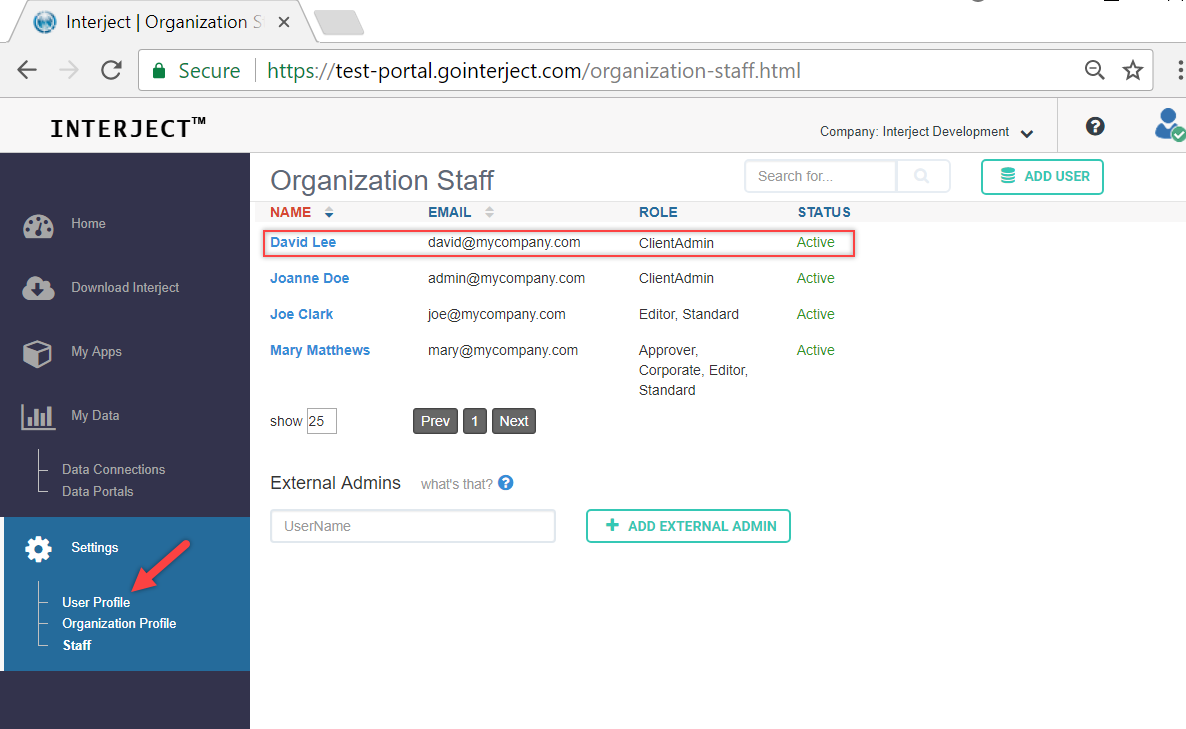 Interject | Organization S
Secure
https://test-portal.gointerject.com/organization-staff.html
INTERJECT™
Company: Interject Development
Home
Download Interject
My Apps
My Data
Data Connections
Data Portals
Settings
User Profile
Organization Profile
Staff
Organization Staff
Search for...
ADD USER
NAME EMAIL ROLE STATUS
David Lee david@mycompany.com ClientAdmin Active
Joanne Doe admin@mycompany.com ClientAdmin Active
Joe Clark joe@mycompany.com Editor, Standard Active
Mary Matthews mary@mycompany.com Approver, Active
Corporate, Editor,
Standard
show 25 Prev 1 Next
External Admins what's that?
UserName
ADD EXTERNAL ADMIN